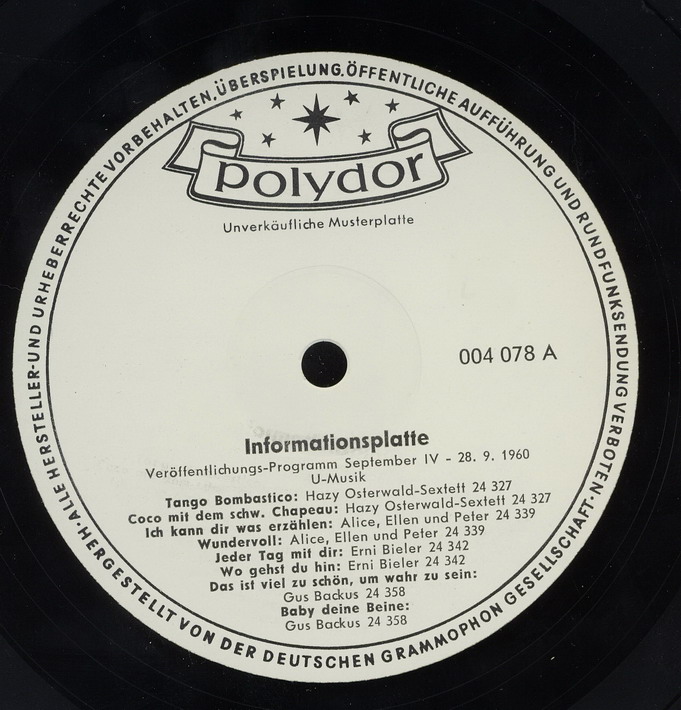 ALLE HERSTELLER-UND URHEBERRECHTE VORBEHALTEN, ÜBERSPIELUNG, ÖFFENTLICHE AUFFÜHRUNG UND RUNDFUNKSENDUNG VERBOTEN·
polydor
Unverkäufliche Musterplatte
004 078 A
Informationsplatte
Veröffentlichungs-Programm September IV - 28. 9. 1960
U-Musik
Tango Bombastico: Hazy Osterwald-Sextett 24 327
Coco mit dem schw. Chapeau: Hazy Osterwald-Sextett 24 327
Ich kann dir was erzählen: Alice, Ellen und Peter 24 339
Wundervoll: Alice, Ellen und Peter 24 339
Jeder Tag mit dir: Erni Bieler 24 342
Wo gehst du hin: Erni Bieler 24 342
Das ist viel zu schön, um wahr zu sein:
Gus Backus 24 358
Baby deine Beine:
Gus Backus 24 358
HERGESTELLT VON DER DEUTSCHEN GRAMMOPHON GESELLSCHAFT·